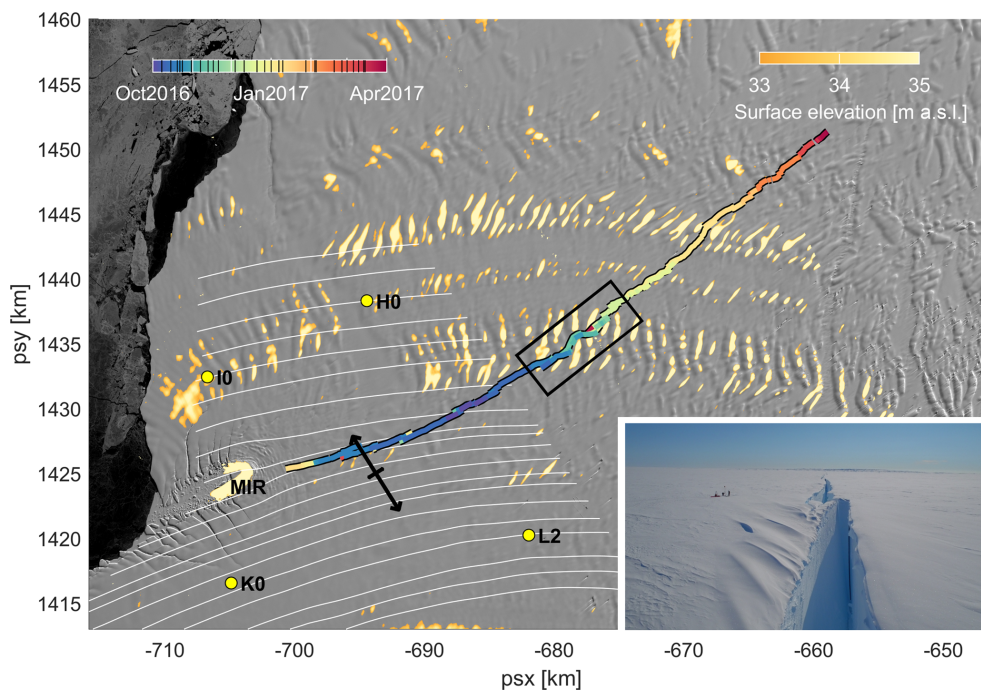 1460
1455
1450
1445
1440
1435
1430
1425
1420
1415
psy [km]
Oct2016 Jan2017 Apr2017
33 34 35
Surface elevation [m a.s.l.]
H0
I0
MIR
L2
K0
-710 -700 -690 -680 -670 -660 -650
psx [km]